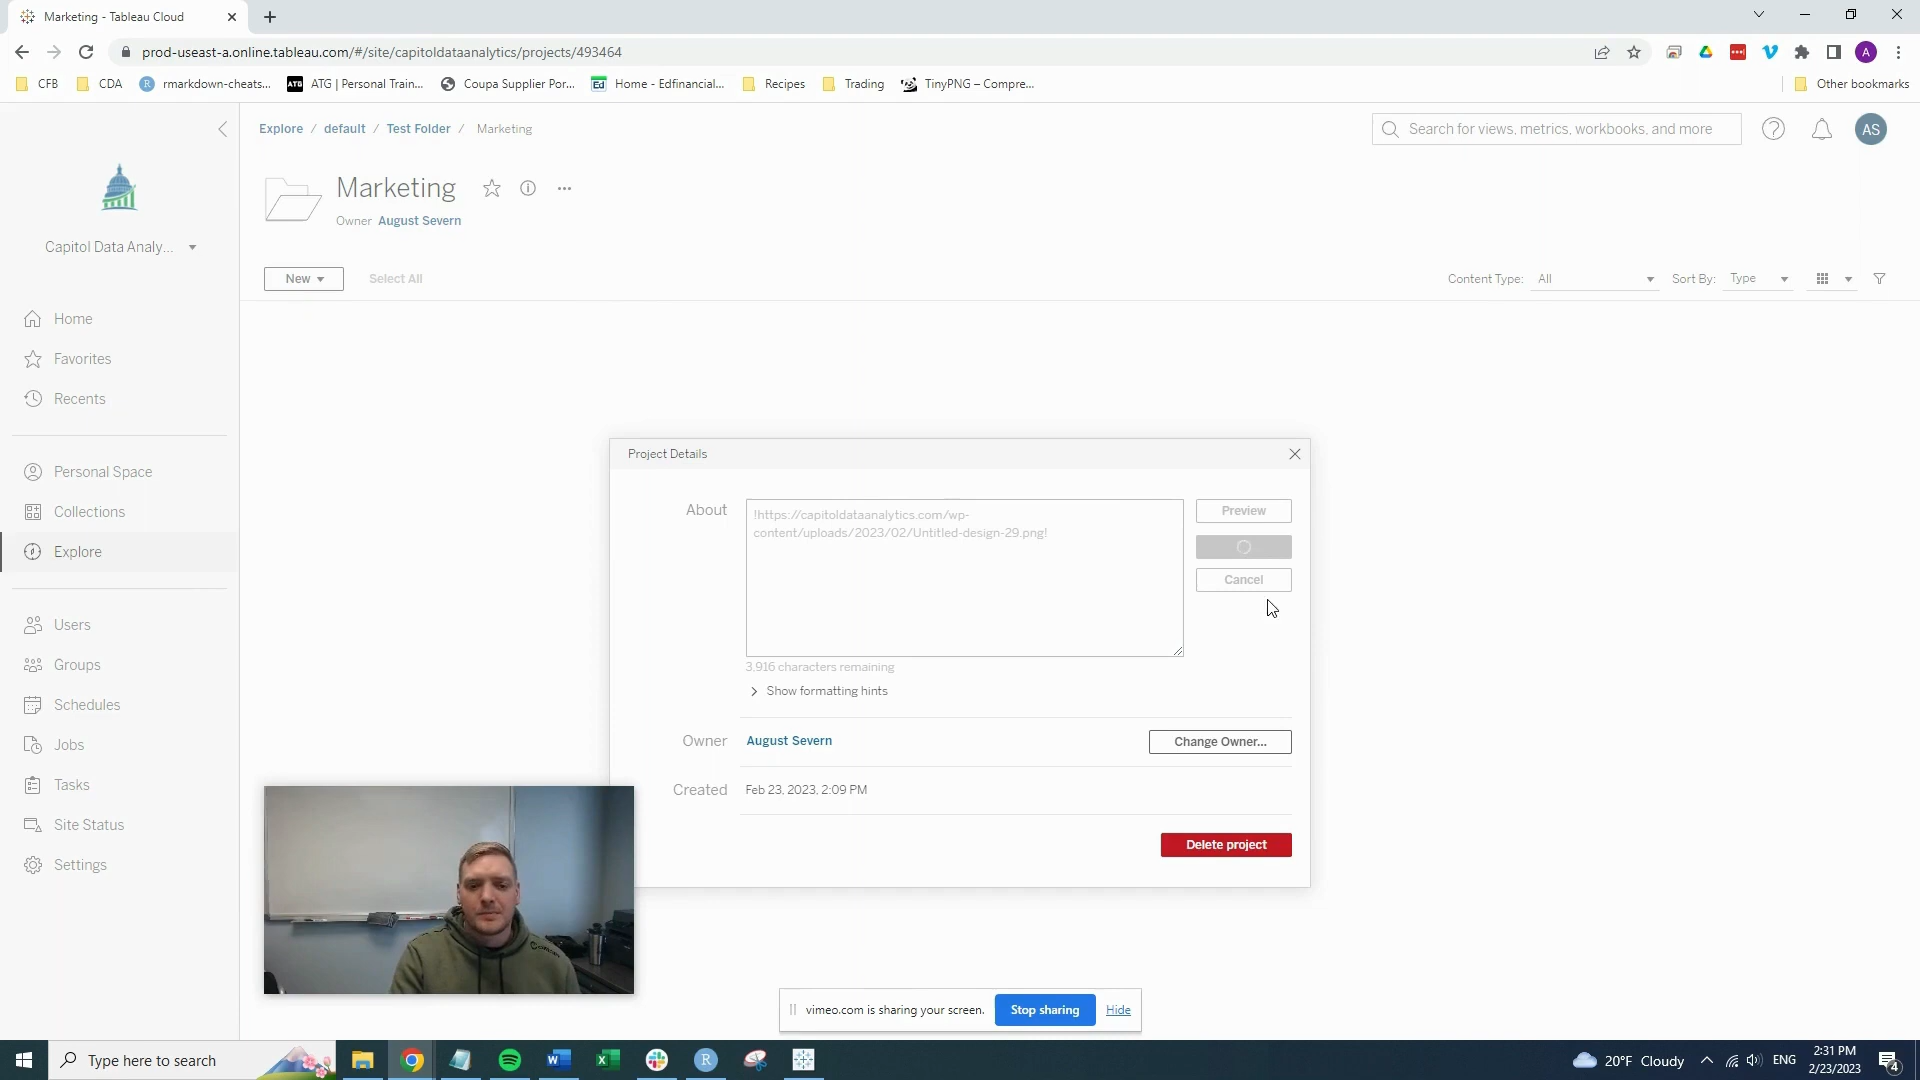 Marketing - Tableau Cloud
prod-useast-a.online.tableau.com/#/site/capitoldataanalytics/projects/493464
A
CFB
CDA
R
rmarkdown-cheats...
ATG
ATG | Personal Train...
Coupa Supplier Por...
Ed
Home - Edfinancial...
Recipes
Trading
TinyPNG – Compre...
Other bookmarks
Explore / default / Test Folder / Marketing
Search for views, metrics, workbooks, and more
AS
Marketing
Owner August Severn
Capitol Data Analy...
New
Select All
Content Type: All
Sort By: Type
Home
Favorites
Recents
Personal Space
Collections
Explore
Users
Groups
Schedules
Jobs
Tasks
Site Status
Settings
Project Details
About
!https://capitoldataanalytics.com/wp-
content/uploads/2023/02/Untitled-design-29.png!
Preview
Cancel
3,916 characters remaining
Show formatting hints
Owner
August Severn
Change Owner...
Created
Feb 23, 2023, 2:09 PM
Delete project
vimeo.com is sharing your screen.
Stop sharing
Hide
Type here to search
20°F Cloudy
ENG
2:31 PM
2/23/2023
4